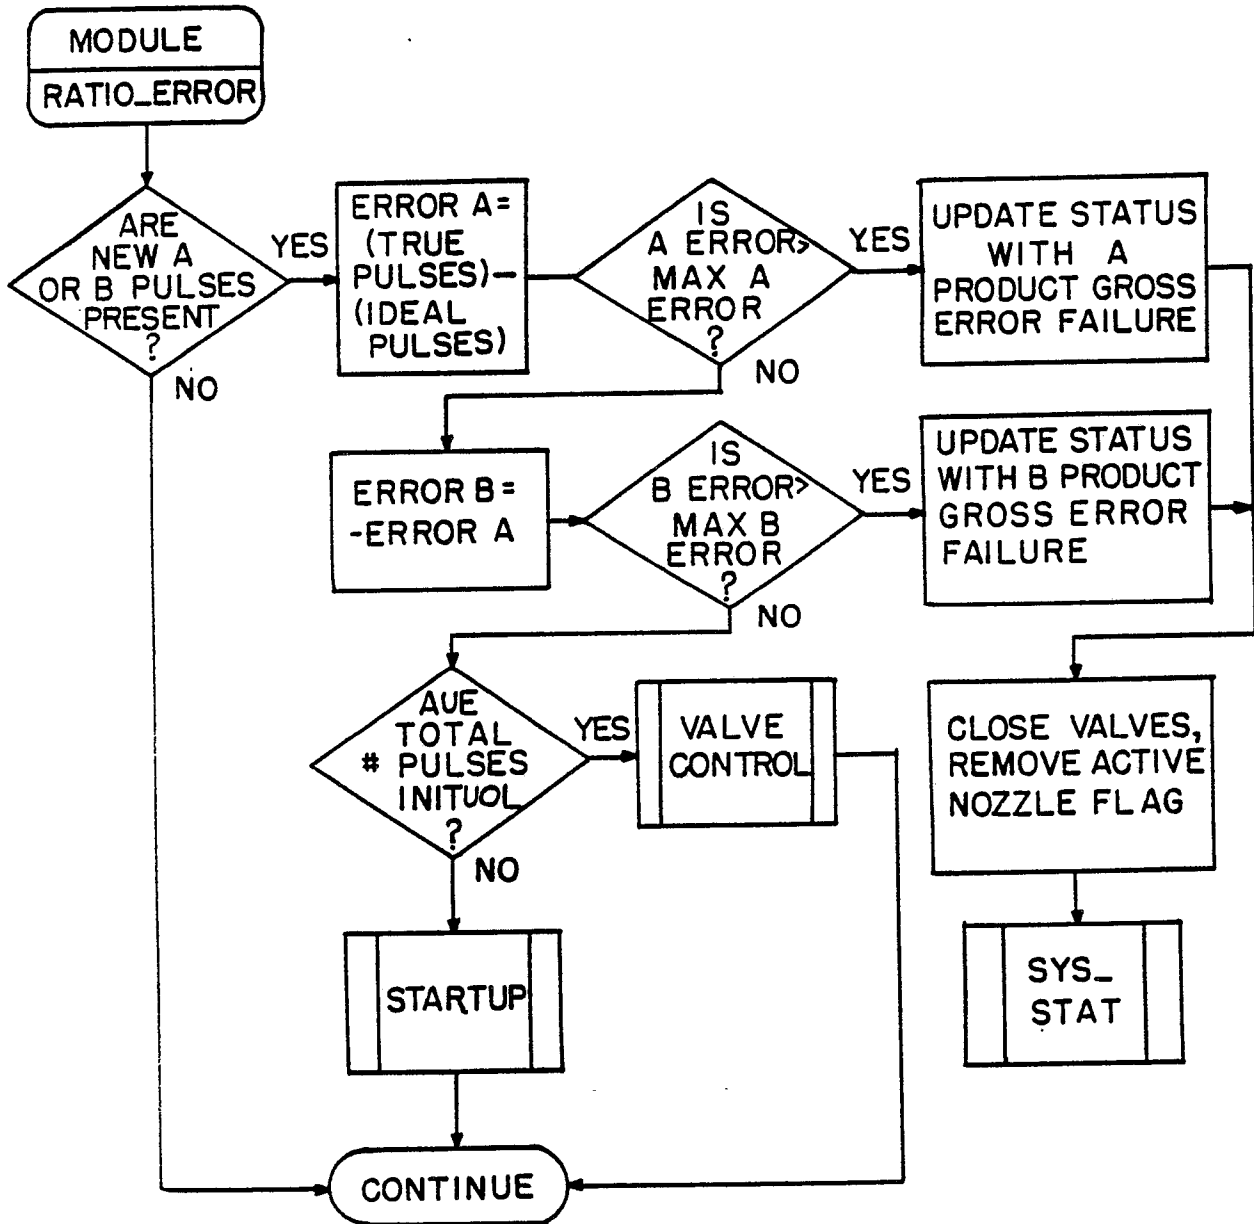 MODULE
RATIO_ERROR
ARE
NEW A
OR B PULSES
PRESENT
?
YES
NO
ERROR A=
(TRUE
PULSES)-
(IDEAL
PULSES)
IS
A ERROR>
MAX A
ERROR
?
YES
NO
UPDATE STATUS
WITH A
PRODUCT GROSS
ERROR FAILURE
ERROR B=
-ERROR A
IS
B ERROR>
MAX B
ERROR
?
YES
NO
UPDATE STATUS
WITH B PRODUCT
GROSS ERROR
FAILURE
AUE
TOTAL
# PULSES
INITUOL
?
YES
NO
VALVE
CONTROL
CLOSE VALVES,
REMOVE ACTIVE
NOZZLE FLAG
STARTUP
SYS_
STAT
CONTINUE